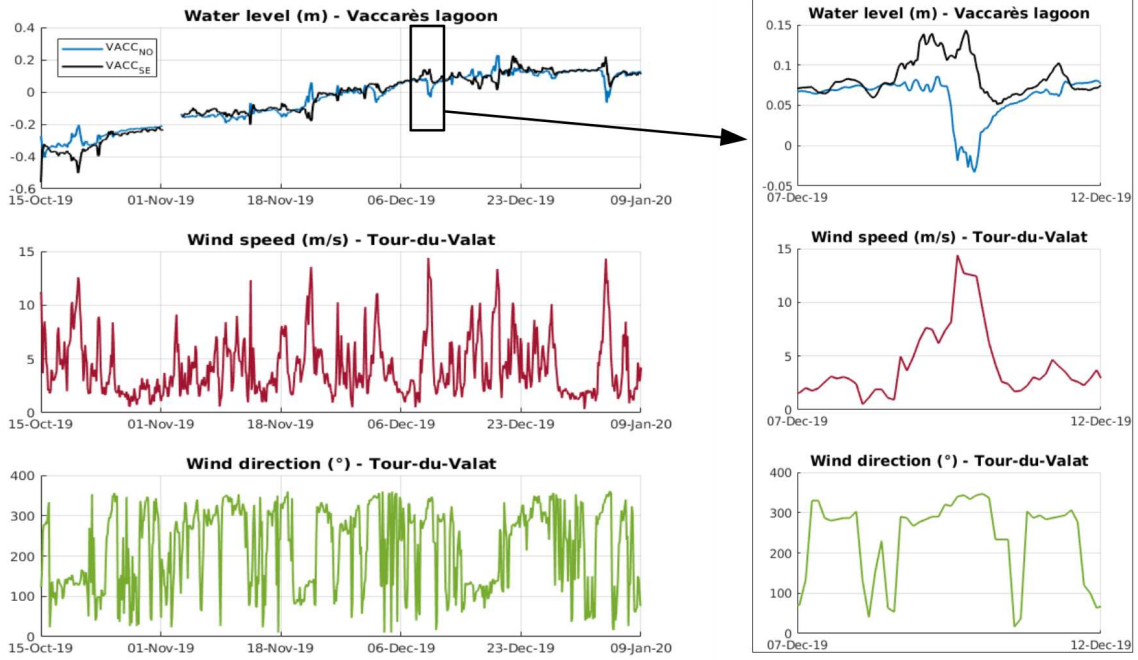 Water level (m) - Vaccarès lagoon
0.4
0.2
0
-0.2
-0.4
-0.6
VACC_NO
VACC_SE
15-Oct-19 01-Nov-19 18-Nov-19 06-Dec-19 23-Dec-19 09-Jan-20
Wind speed (m/s) - Tour-du-Valat
15
10
5
0
15-Oct-19 01-Nov-19 18-Nov-19 06-Dec-19 23-Dec-19 09-Jan-20
Wind direction (°) - Tour-du-Valat
400
300
200
100
0
15-Oct-19 01-Nov-19 18-Nov-19 06-Dec-19 23-Dec-19 09-Jan-20
Water level (m) - Vaccarès lagoon
0.15
0.1
0.05
0
-0.05
07-Dec-19 12-Dec-19
Wind speed (m/s) - Tour-du-Valat
15
10
5
0
07-Dec-19 12-Dec-19
Wind direction (°) - Tour-du-Valat
400
300
200
100
0
07-Dec-19 12-Dec-19